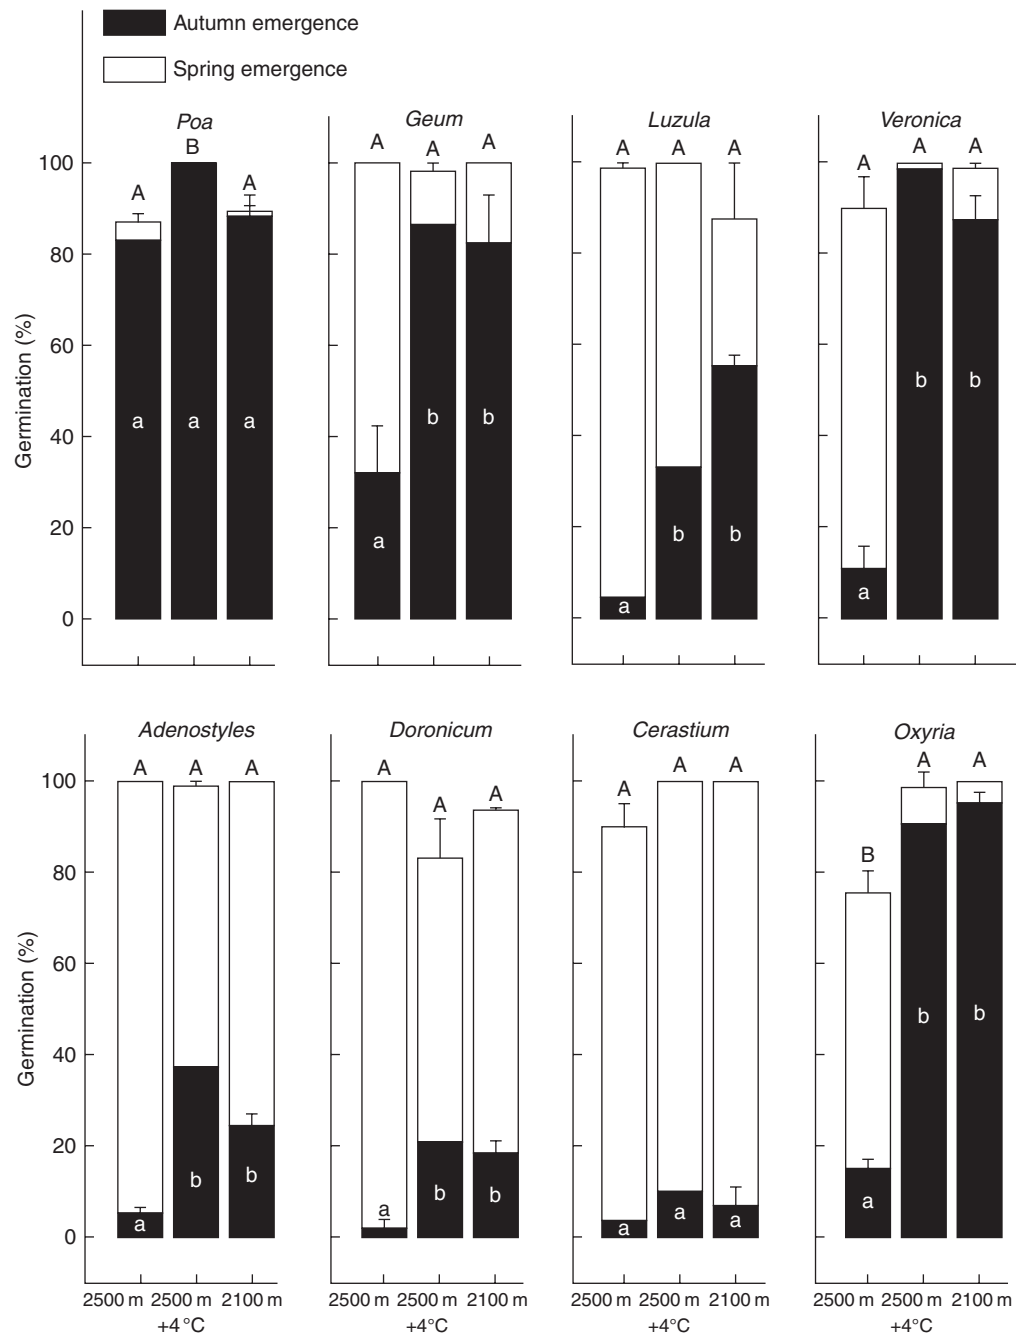 Autumn emergence
Spring emergence
Poa
Geum
Luzula
Veronica
Germination (%)
100
80
60
40
20
0
A B A
a a a
A A A
a b b
A A A
a b b
A A A
a b b
Adenostyles
Doronicum
Cerastium
Oxyria
Germination (%)
100
80
60
40
20
0
A A A
a b b
A A A
a b b
A A A
a a a
B A A
a b b
2500 m 2500 m 2100 m
+4 °C
2500 m 2500 m 2100 m
+4 °C
2500 m 2500 m 2100 m
+4 °C
2500 m 2500 m 2100 m
+4 °C